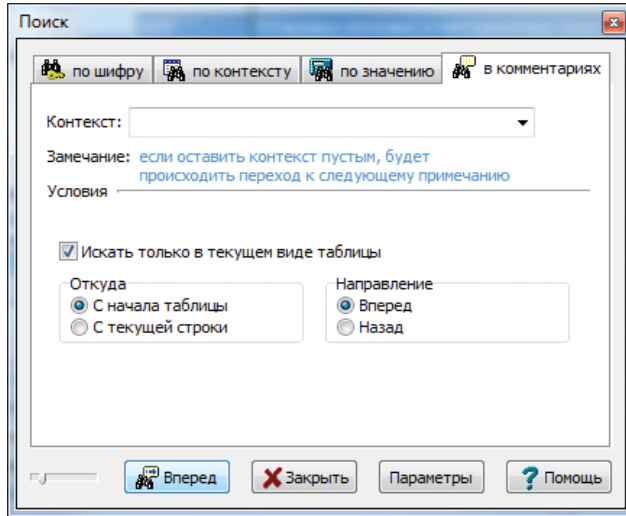 Поиск
по шифру по контексту по значению в комментариях
Контекст:
Замечание: если оставить контекст пустым, будет
происходить переход к следующему примечанию
Условия
Искать только в текущем виде таблицы
Откуда Направление
С начала таблицы Вперед
С текущей строки Назад
Вперед Закрыть Параметры ? Помощь